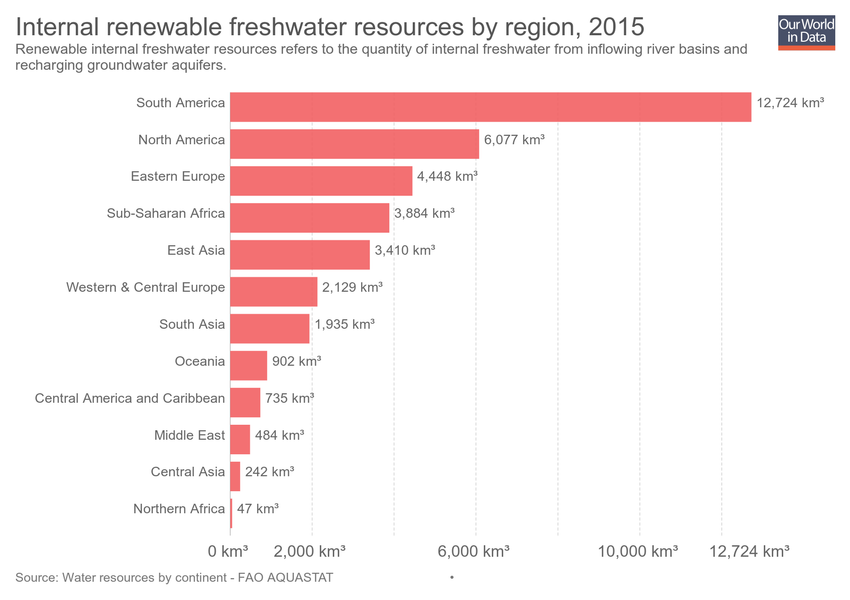 Internal renewable freshwater resources by region, 2015
Our World
in Data
Renewable internal freshwater resources refers to the quantity of internal freshwater from inflowing river basins and
recharging groundwater aquifers.
South America 12,724 km³
North America 6,077 km³
Eastern Europe 4,448 km³
Sub-Saharan Africa 3,884 km³
East Asia 3,410 km³
Western & Central Europe 2,129 km³
South Asia 1,935 km³
Oceania 902 km³
Central America and Caribbean 735 km³
Middle East 484 km³
Central Asia 242 km³
Northern Africa 47 km³
0 km³ 2,000 km³ 6,000 km³ 10,000 km³ 12,724 km³
Source: Water resources by continent - FAO AQUASTAT •